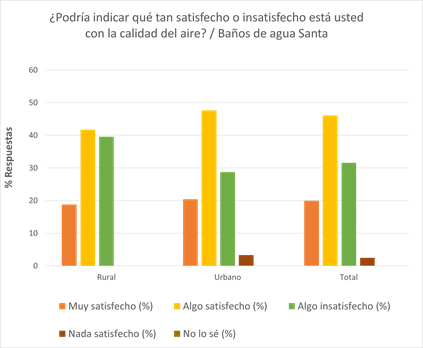 ¿Podría indicar qué tan satisfecho o insatisfecho está usted
con la calidad del aire? / Baños de agua Santa
% Respuestas
60
50
40
30
20
10
0
Rural
Urbano
Total
Muy satisfecho (%)
Algo satisfecho (%)
Algo insatisfecho (%)
Nada satisfecho (%)
No lo sé (%)